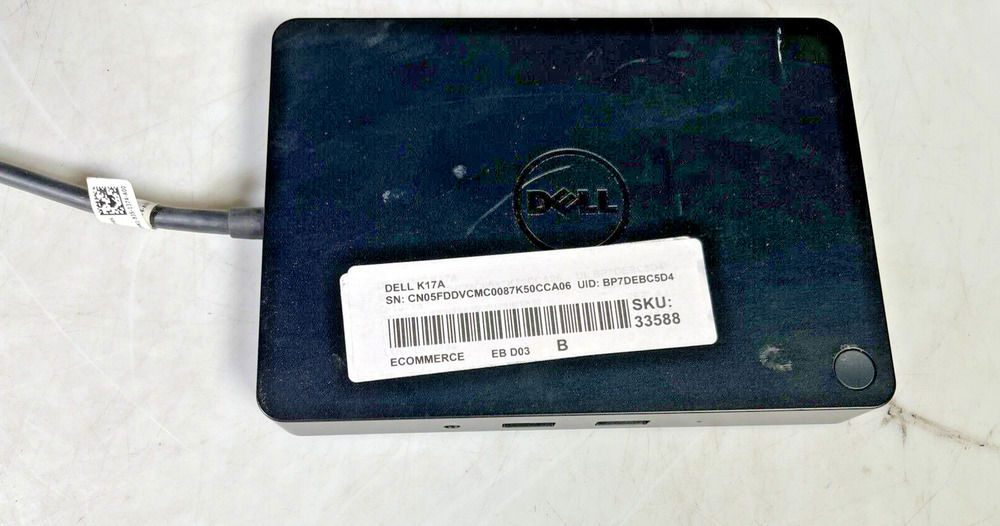 DELL
DELL K17A
SN: CN05FDDVCMC0087K50CCA06 UID: BP7DEBC5D4
SKU:
33588
ECOMMERCE EB D03 B